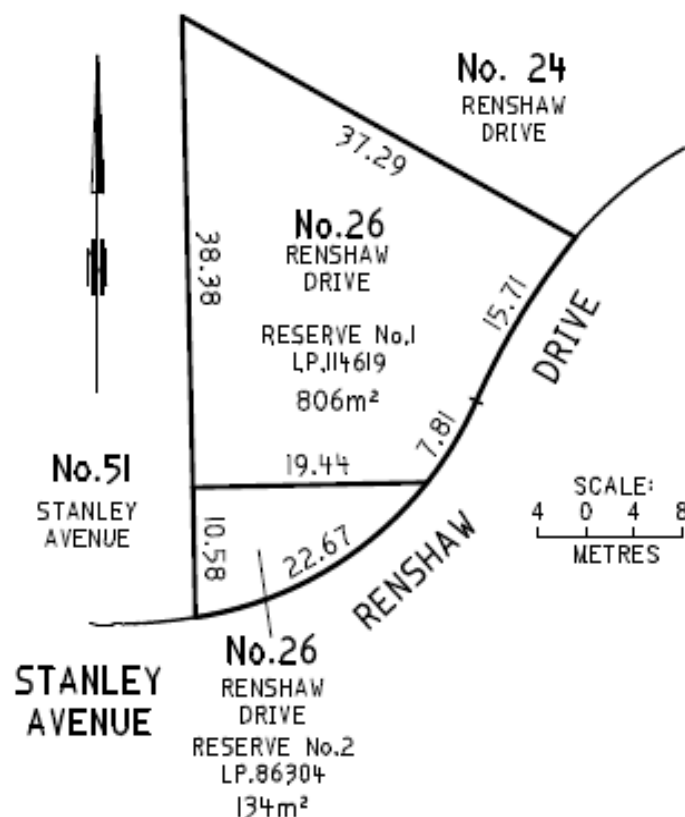 No. 24
RENSHAW
DRIVE
37.29
No.26
RENSHAW
DRIVE
38.38
15.71
DRIVE
RESERVE No.1
LP.114619
806m²
7.81
No.51
STANLEY
AVENUE
19.44
SCALE:
4 0 4 8
METRES
10.58
22.67
RENSHAW
STANLEY
AVENUE
No.26
RENSHAW
DRIVE
RESERVE No.2
LP.86304
134m²